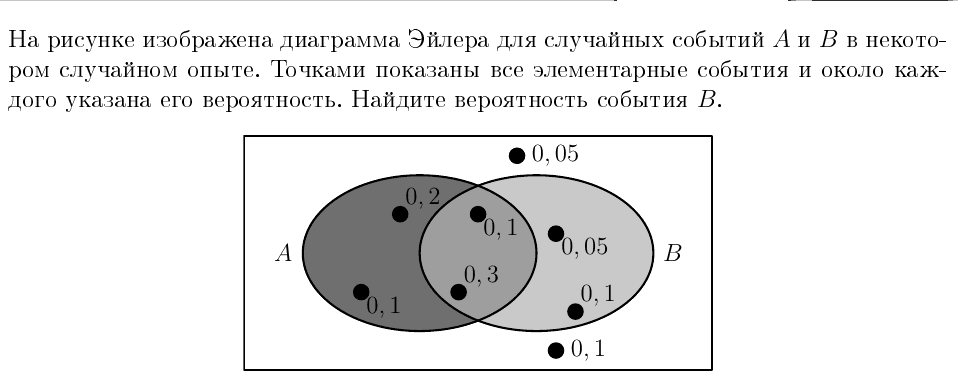 На рисунке изображена диаграмма Эйлера для случайных событий A и B в некото-
ром случайном опыте. Точками показаны все элементарные события и около каж-
дого указана его вероятность. Найдите вероятность события B.
0,05
0,2
0,1
0,05
A
B
0,3
0,1
0,1
0,1